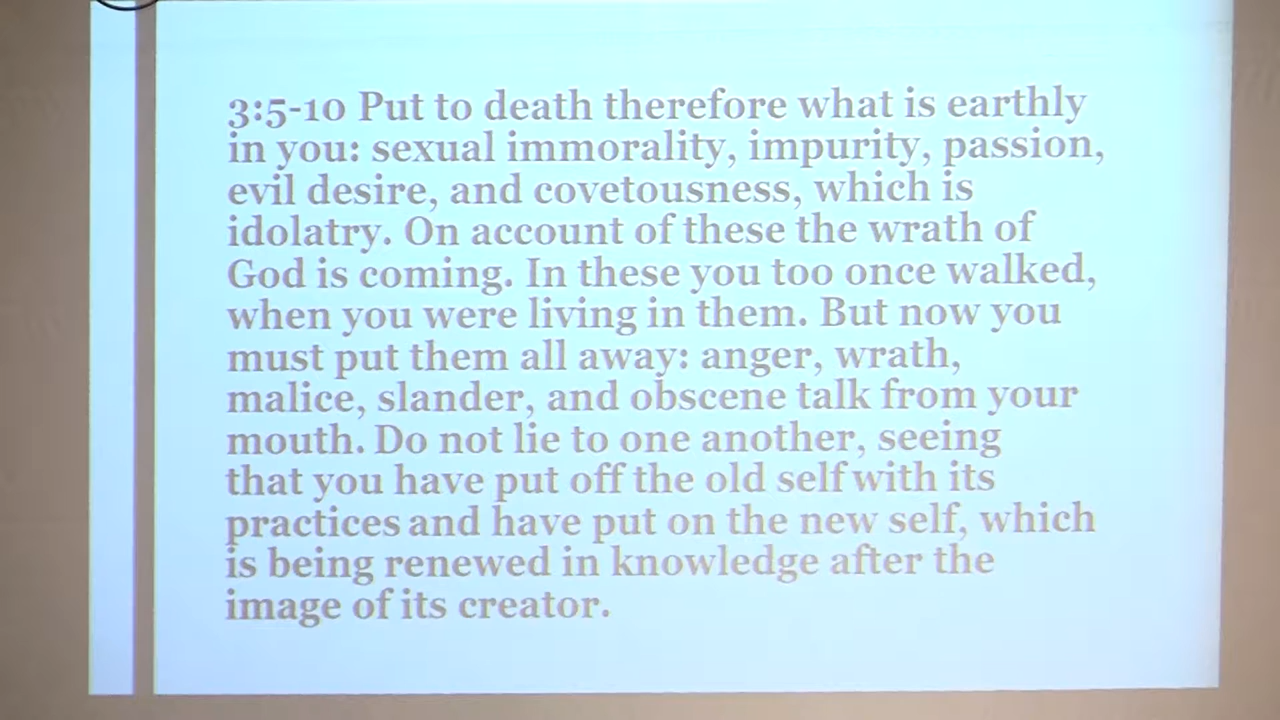 3:5-10 Put to death therefore what is earthly
in you: sexual immorality, impurity, passion,
evil desire, and covetousness, which is
idolatry. On account of these the wrath of
God is coming. In these you too once walked,
when you were living in them. But now you
must put them all away: anger, wrath,
malice, slander, and obscene talk from your
mouth. Do not lie to one another, seeing
that you have put off the old self with its
practices and have put on the new self, which
is being renewed in knowledge after the
image of its creator.